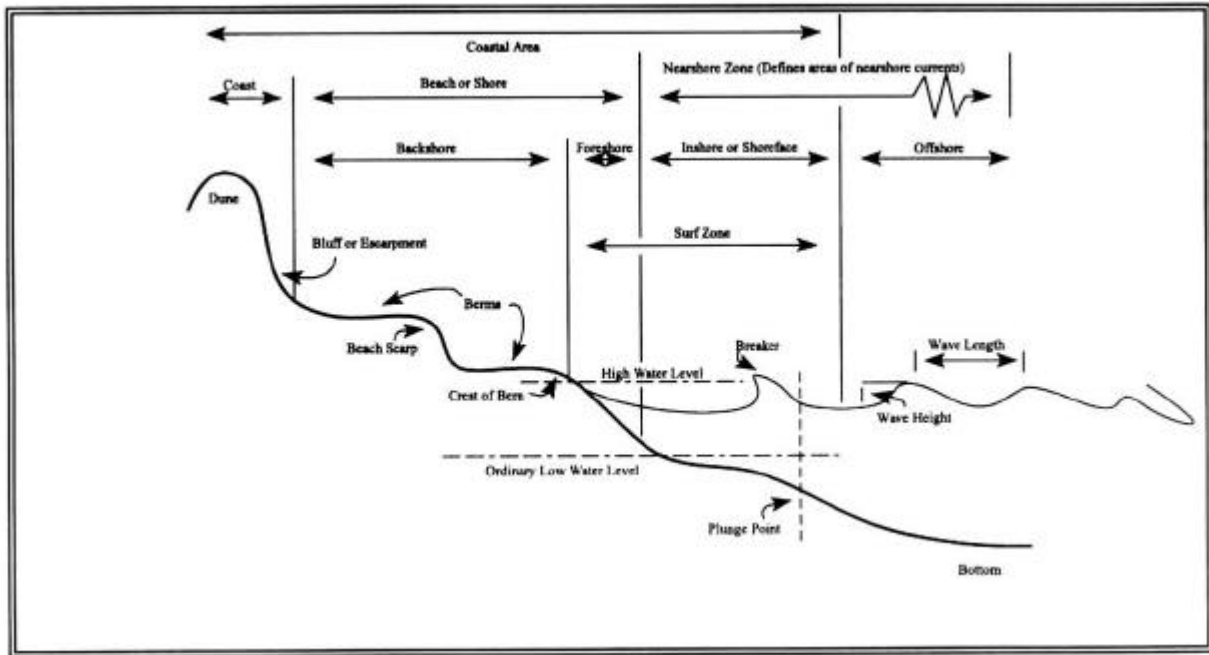 Coastal Area
Nearshore Zone (Defines areas of nearshore currents)
Coast
Beach or Shore
Backshore
Foreshore
Inshore or Shoreface
Offshore
Dune
Surf Zone
Bluff or Escarpment
Berms
Beach Scarp
Breaker
Wave Length
High Water Level
Crest of Bern
Wave Height
Ordinary Low Water Level
Plunge Point
Bottom